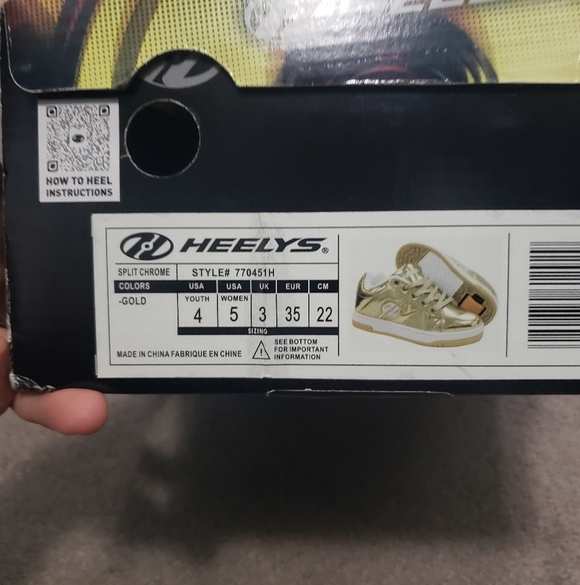 HOW TO HEEL
INSTRUCTIONS
HEELYS®
SPLIT CHROME STYLE# 770451H
COLORS USA USA UK EUR CM
-GOLD YOUTH WOMEN
4 5 3 35 22
SIZING
MADE IN CHINA FABRIQUE EN CHINE
SEE BOTTOM
FOR IMPORTANT
INFORMATION